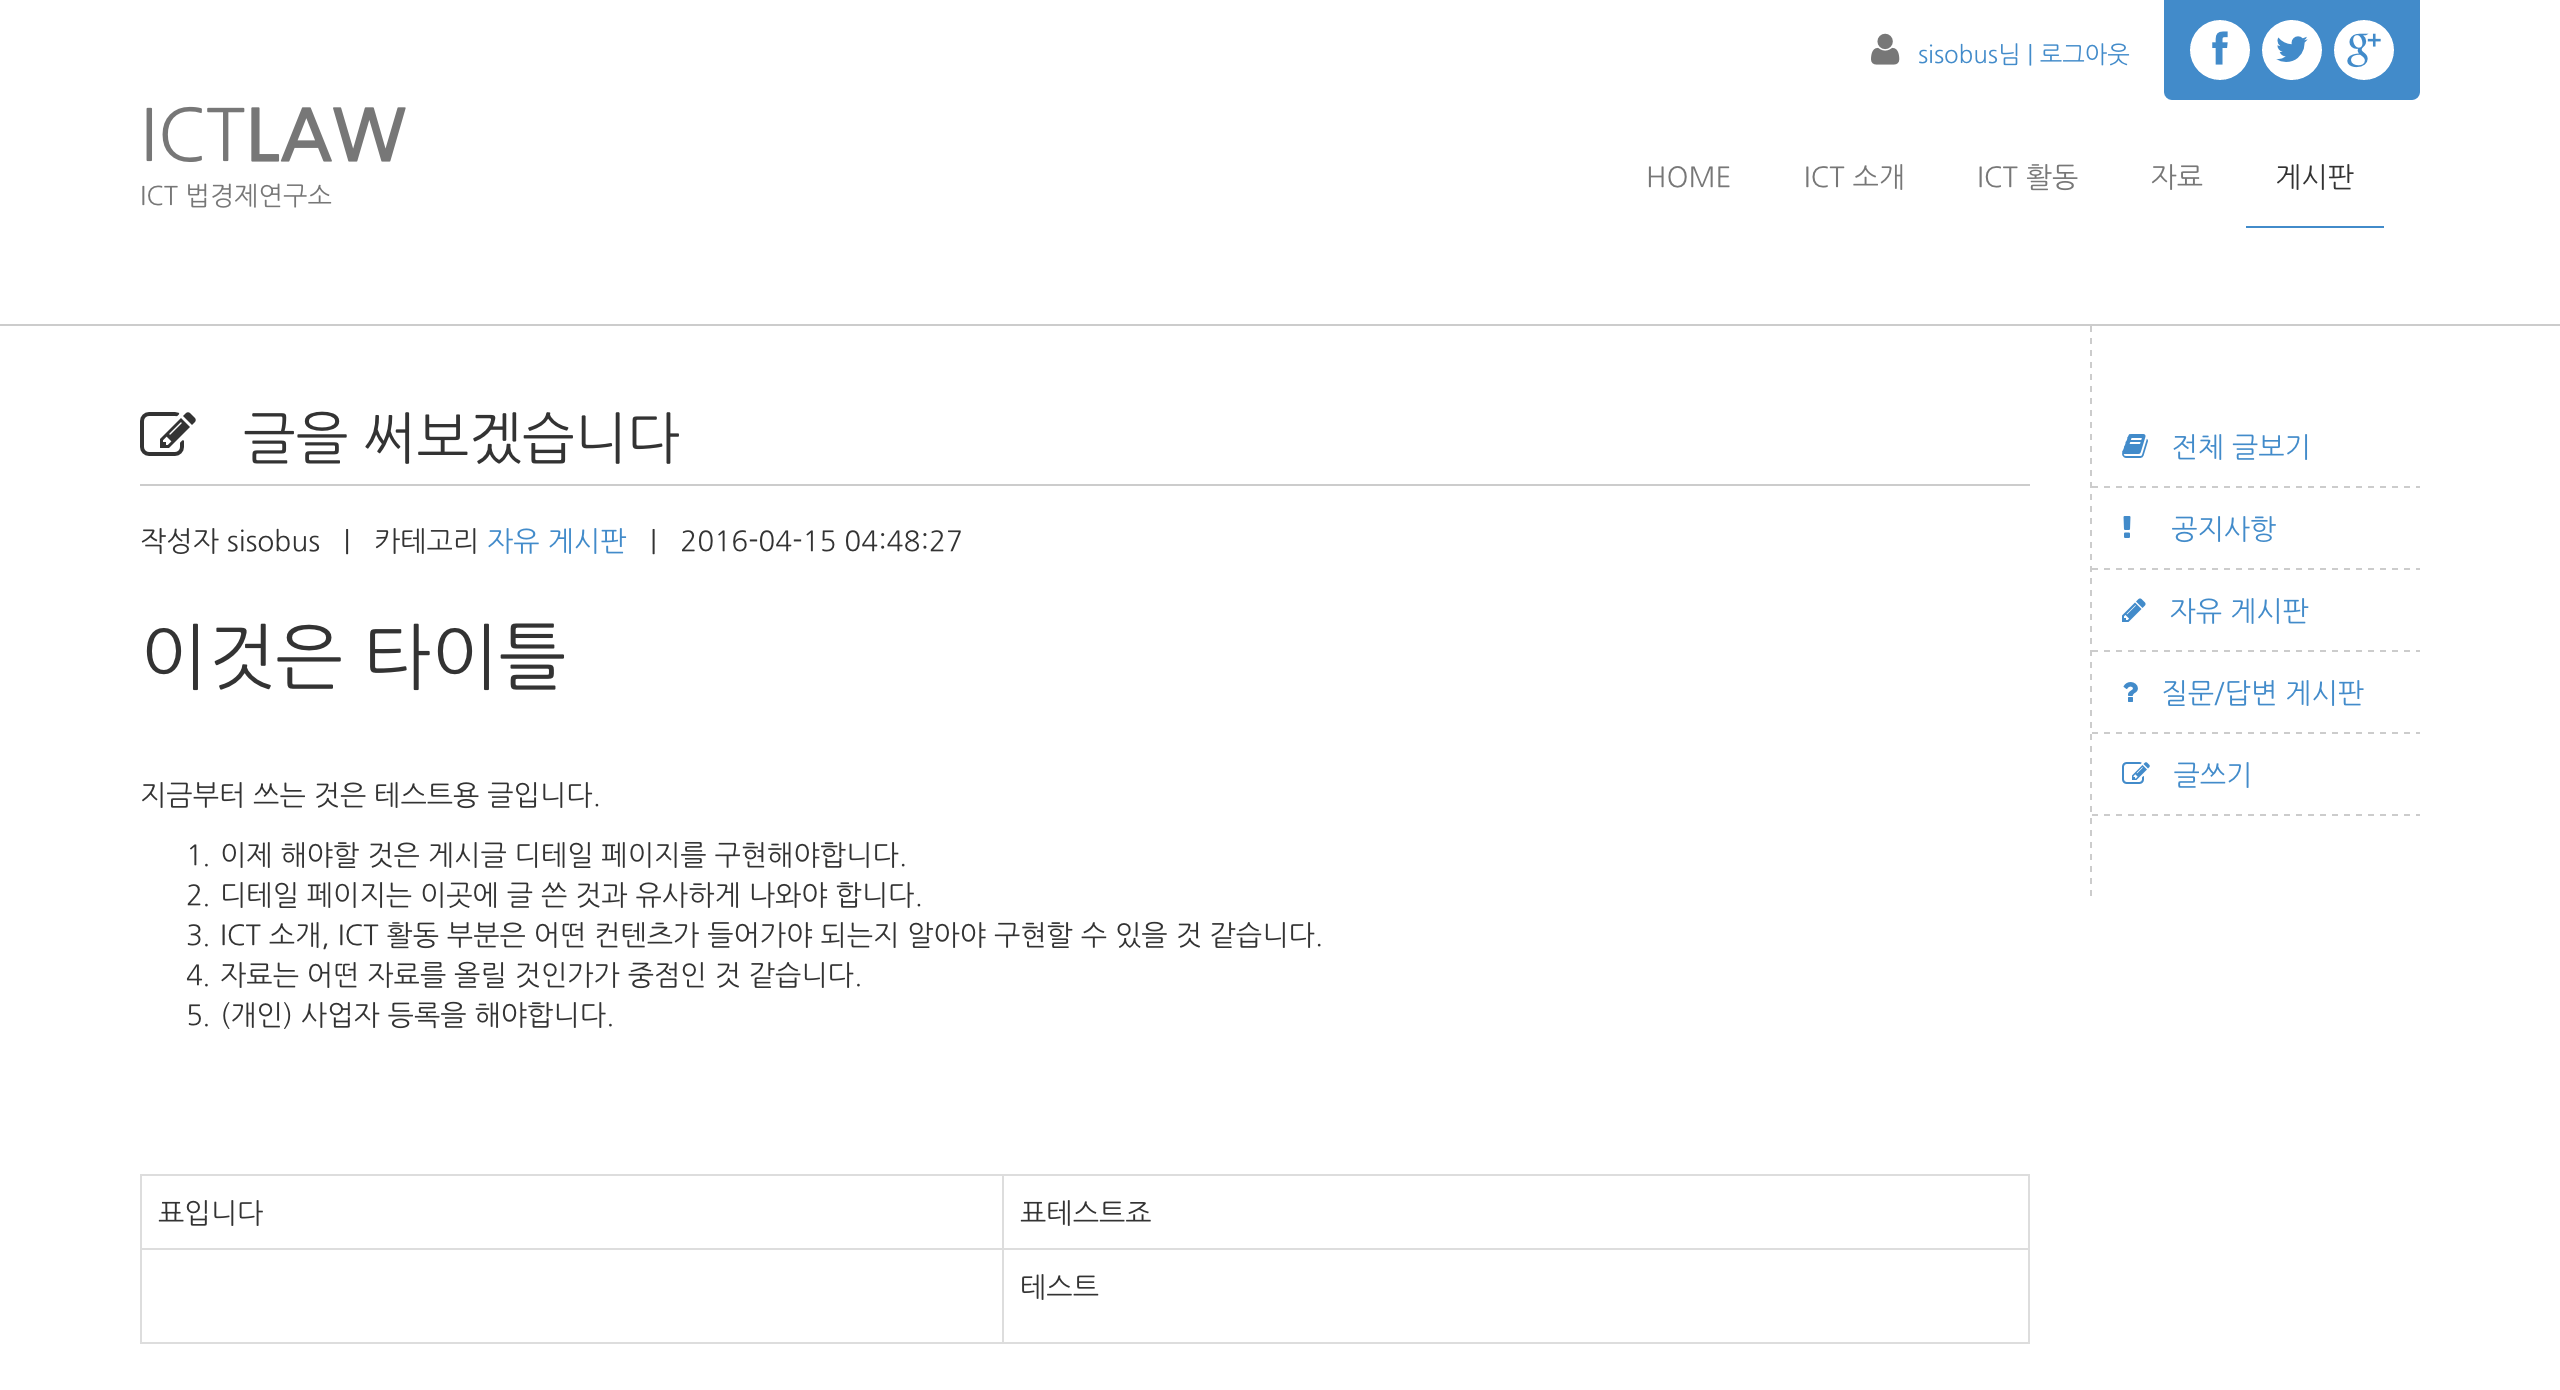 sisobus님 | 로그아웃
ICTLAW
ICT 법경제연구소
HOME ICT 소개 ICT 활동 자료 게시판
글을 써보겠습니다
작성자 sisobus | 카테고리 자유 게시판 | 2016-04-15 04:48:27
이것은 타이틀
지금부터 쓰는 것은 테스트용 글입니다.
1. 이제 해야할 것은 게시글 디테일 페이지를 구현해야합니다.
2. 디테일 페이지는 이곳에 글 쓴 것과 유사하게 나와야 합니다.
3. ICT 소개, ICT 활동 부분은 어떤 컨텐츠가 들어가야 되는지 알아야 구현할 수 있을 것 같습니다.
4. 자료는 어떤 자료를 올릴 것인가가 중점인 것 같습니다.
5. (개인) 사업자 등록을 해야합니다.
표입니다 표테스트죠
테스트
전체 글보기
공지사항
자유 게시판
질문/답변 게시판
글쓰기